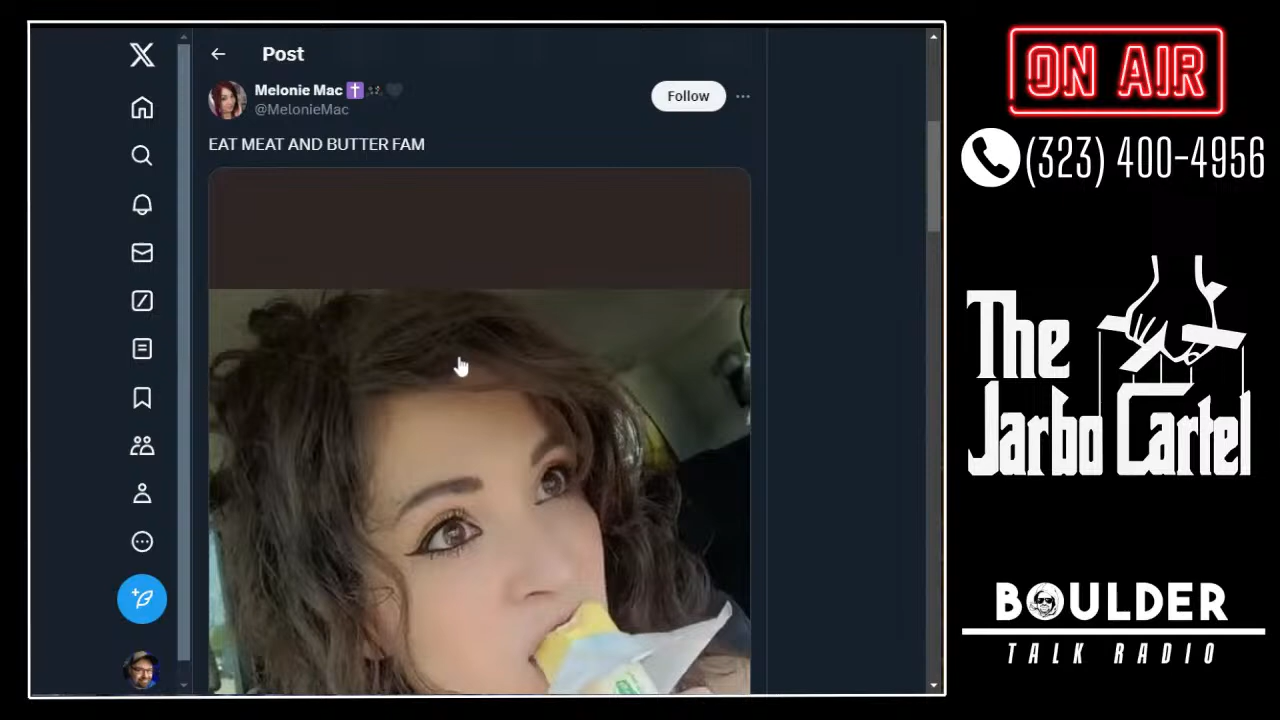 Post
Melonie Mac
@MelonieMac
Follow
EAT MEAT AND BUTTER FAM
ON AIR
(323) 400-4956
The
Jarbo Cartel
BOULDER
TALK RADIO